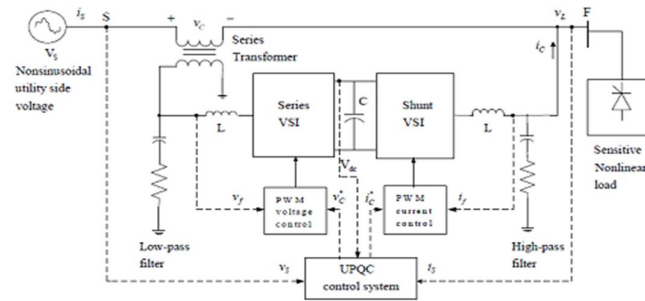 i_S S + v_C − v_L F
Series
Transformer
i_C
V_S
Nonsinusoidal
utility side
voltage
L
Series
VSI
C
Shunt
VSI
L
V_dc
Sensitive
Nonlinear
load
v_f
PWM
voltage
control
v_C^*
i_C^*
PWM
current
control
i_f
Low-pass
filter
High-pass
filter
v_S
UPQC
control system
i_S